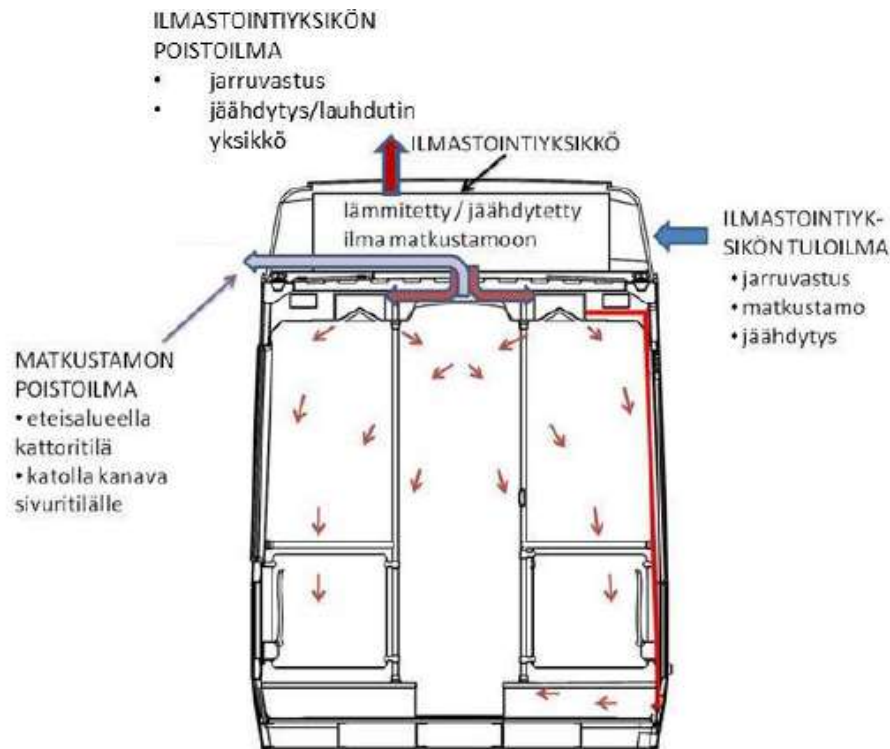 ILMASTOINTIYKSIKÖN
POISTOILMA
• jarruvastus
• jäähdytys/lauhdutin
yksikkö
ILMASTOINTIYKSIKKÖ
lämmitetty / jäähdytetty
ilma matkustamoon
ILMASTOINTIYK-
SIKÖN TULOILMA
• jarruvastus
• matkustamo
• jäähdytys
MATKUSTAMON
POISTOILMA
• eteisalueella
kattoritilä
• katolla kanava
sivuritilälle